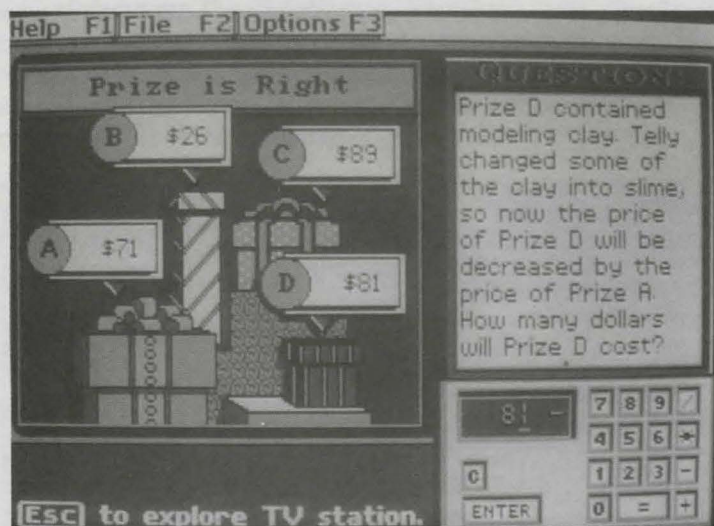 Help F1 File F2 Options F3
Prize is Right
B $26
C $89
A $71
D $81
QUESTION
Prize D contained
modeling clay. Telly
changed some of
the clay into slime,
so now the price
of Prize D will be
decreased by the
price of Prize A.
How many dollars
will Prize D cost?
81 -
7 8 9 /
4 5 6 *
C 1 2 3 -
ENTER 0 = +
Esc to explore TV station.